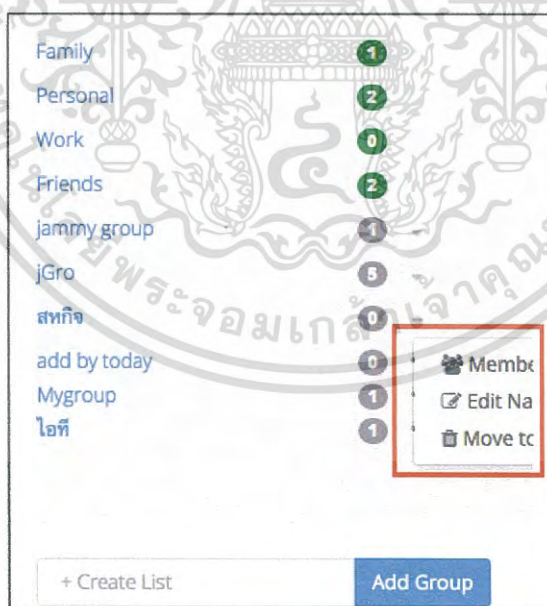 Family 1
Personal 2
Work 0
Friends 2
jammy group 1
jGro 5
สหกิจ 0
add by today 0
Mygroup 1
ไอที 1
Membe
Edit Na
Move to
+ Create List
Add Group